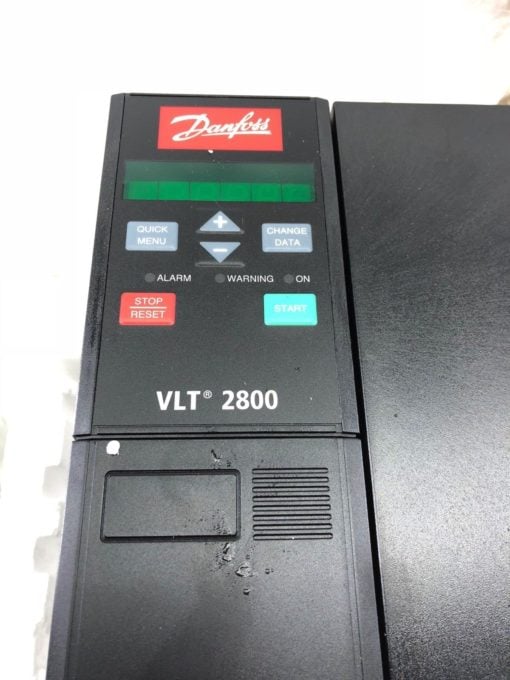 Danfoss
QUICK
MENU
+
-
CHANGE
DATA
ALARM
WARNING
ON
STOP
RESET
START
VLT® 2800